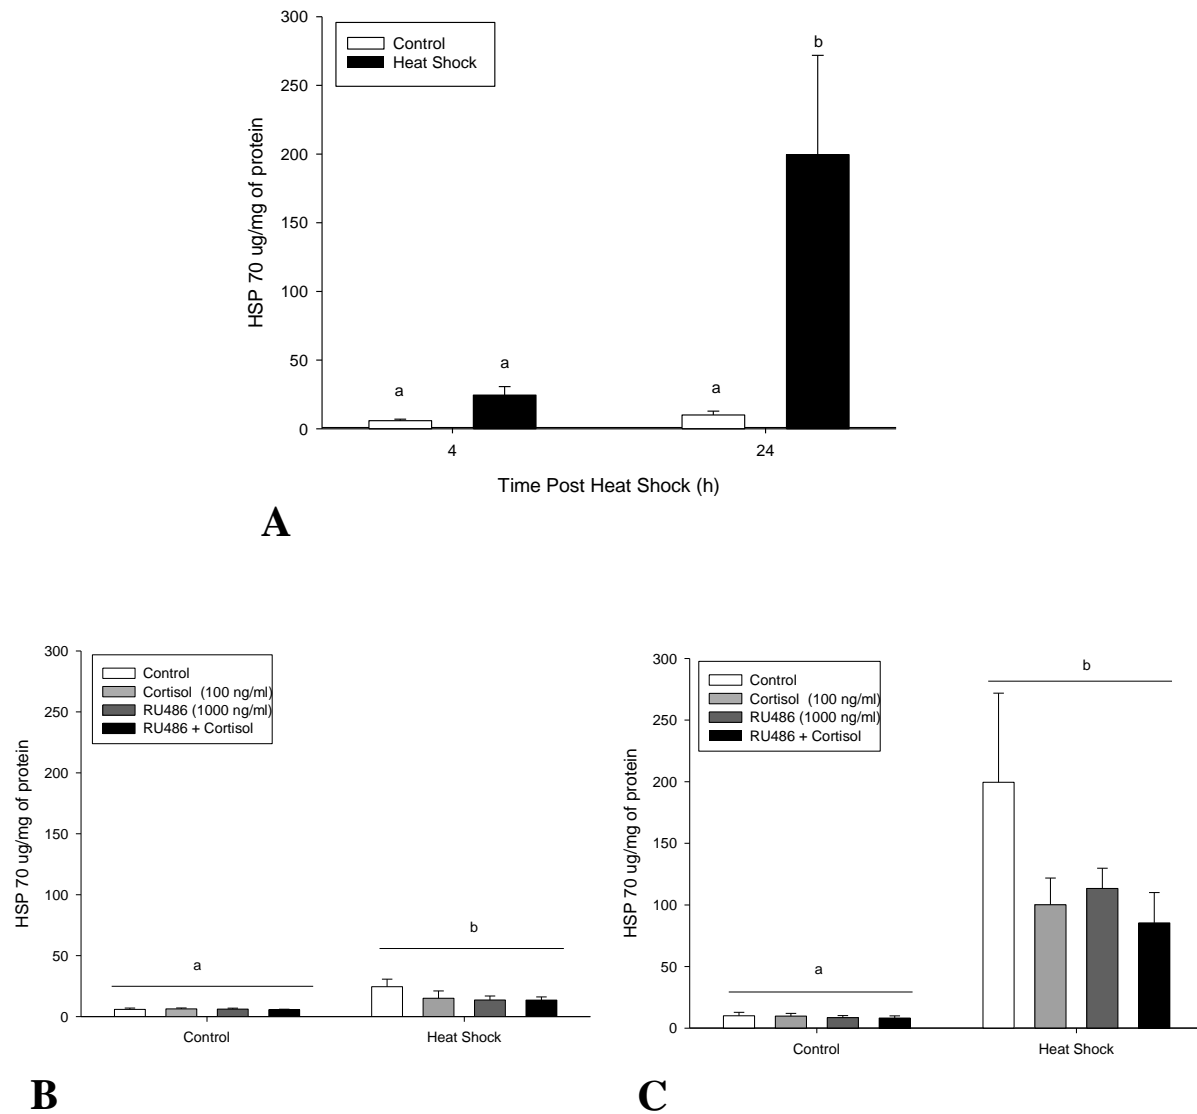 300
250
200
150
100
50
0
HSP 70 ug/mg of protein
Control
Heat Shock
a
a
a
b
4
24
Time Post Heat Shock (h)
A
300
250
200
150
100
50
0
HSP 70 ug/mg of protein
Control
Cortisol (100 ng/ml)
RU486 (1000 ng/ml)
RU486 + Cortisol
a
b
Control
Heat Shock
B
300
250
200
150
100
50
0
HSP 70 ug/mg of protein
Control
Cortisol (100 ng/ml)
RU486 (1000 ng/ml)
RU486 + Cortisol
a
b
Control
Heat Shock
C